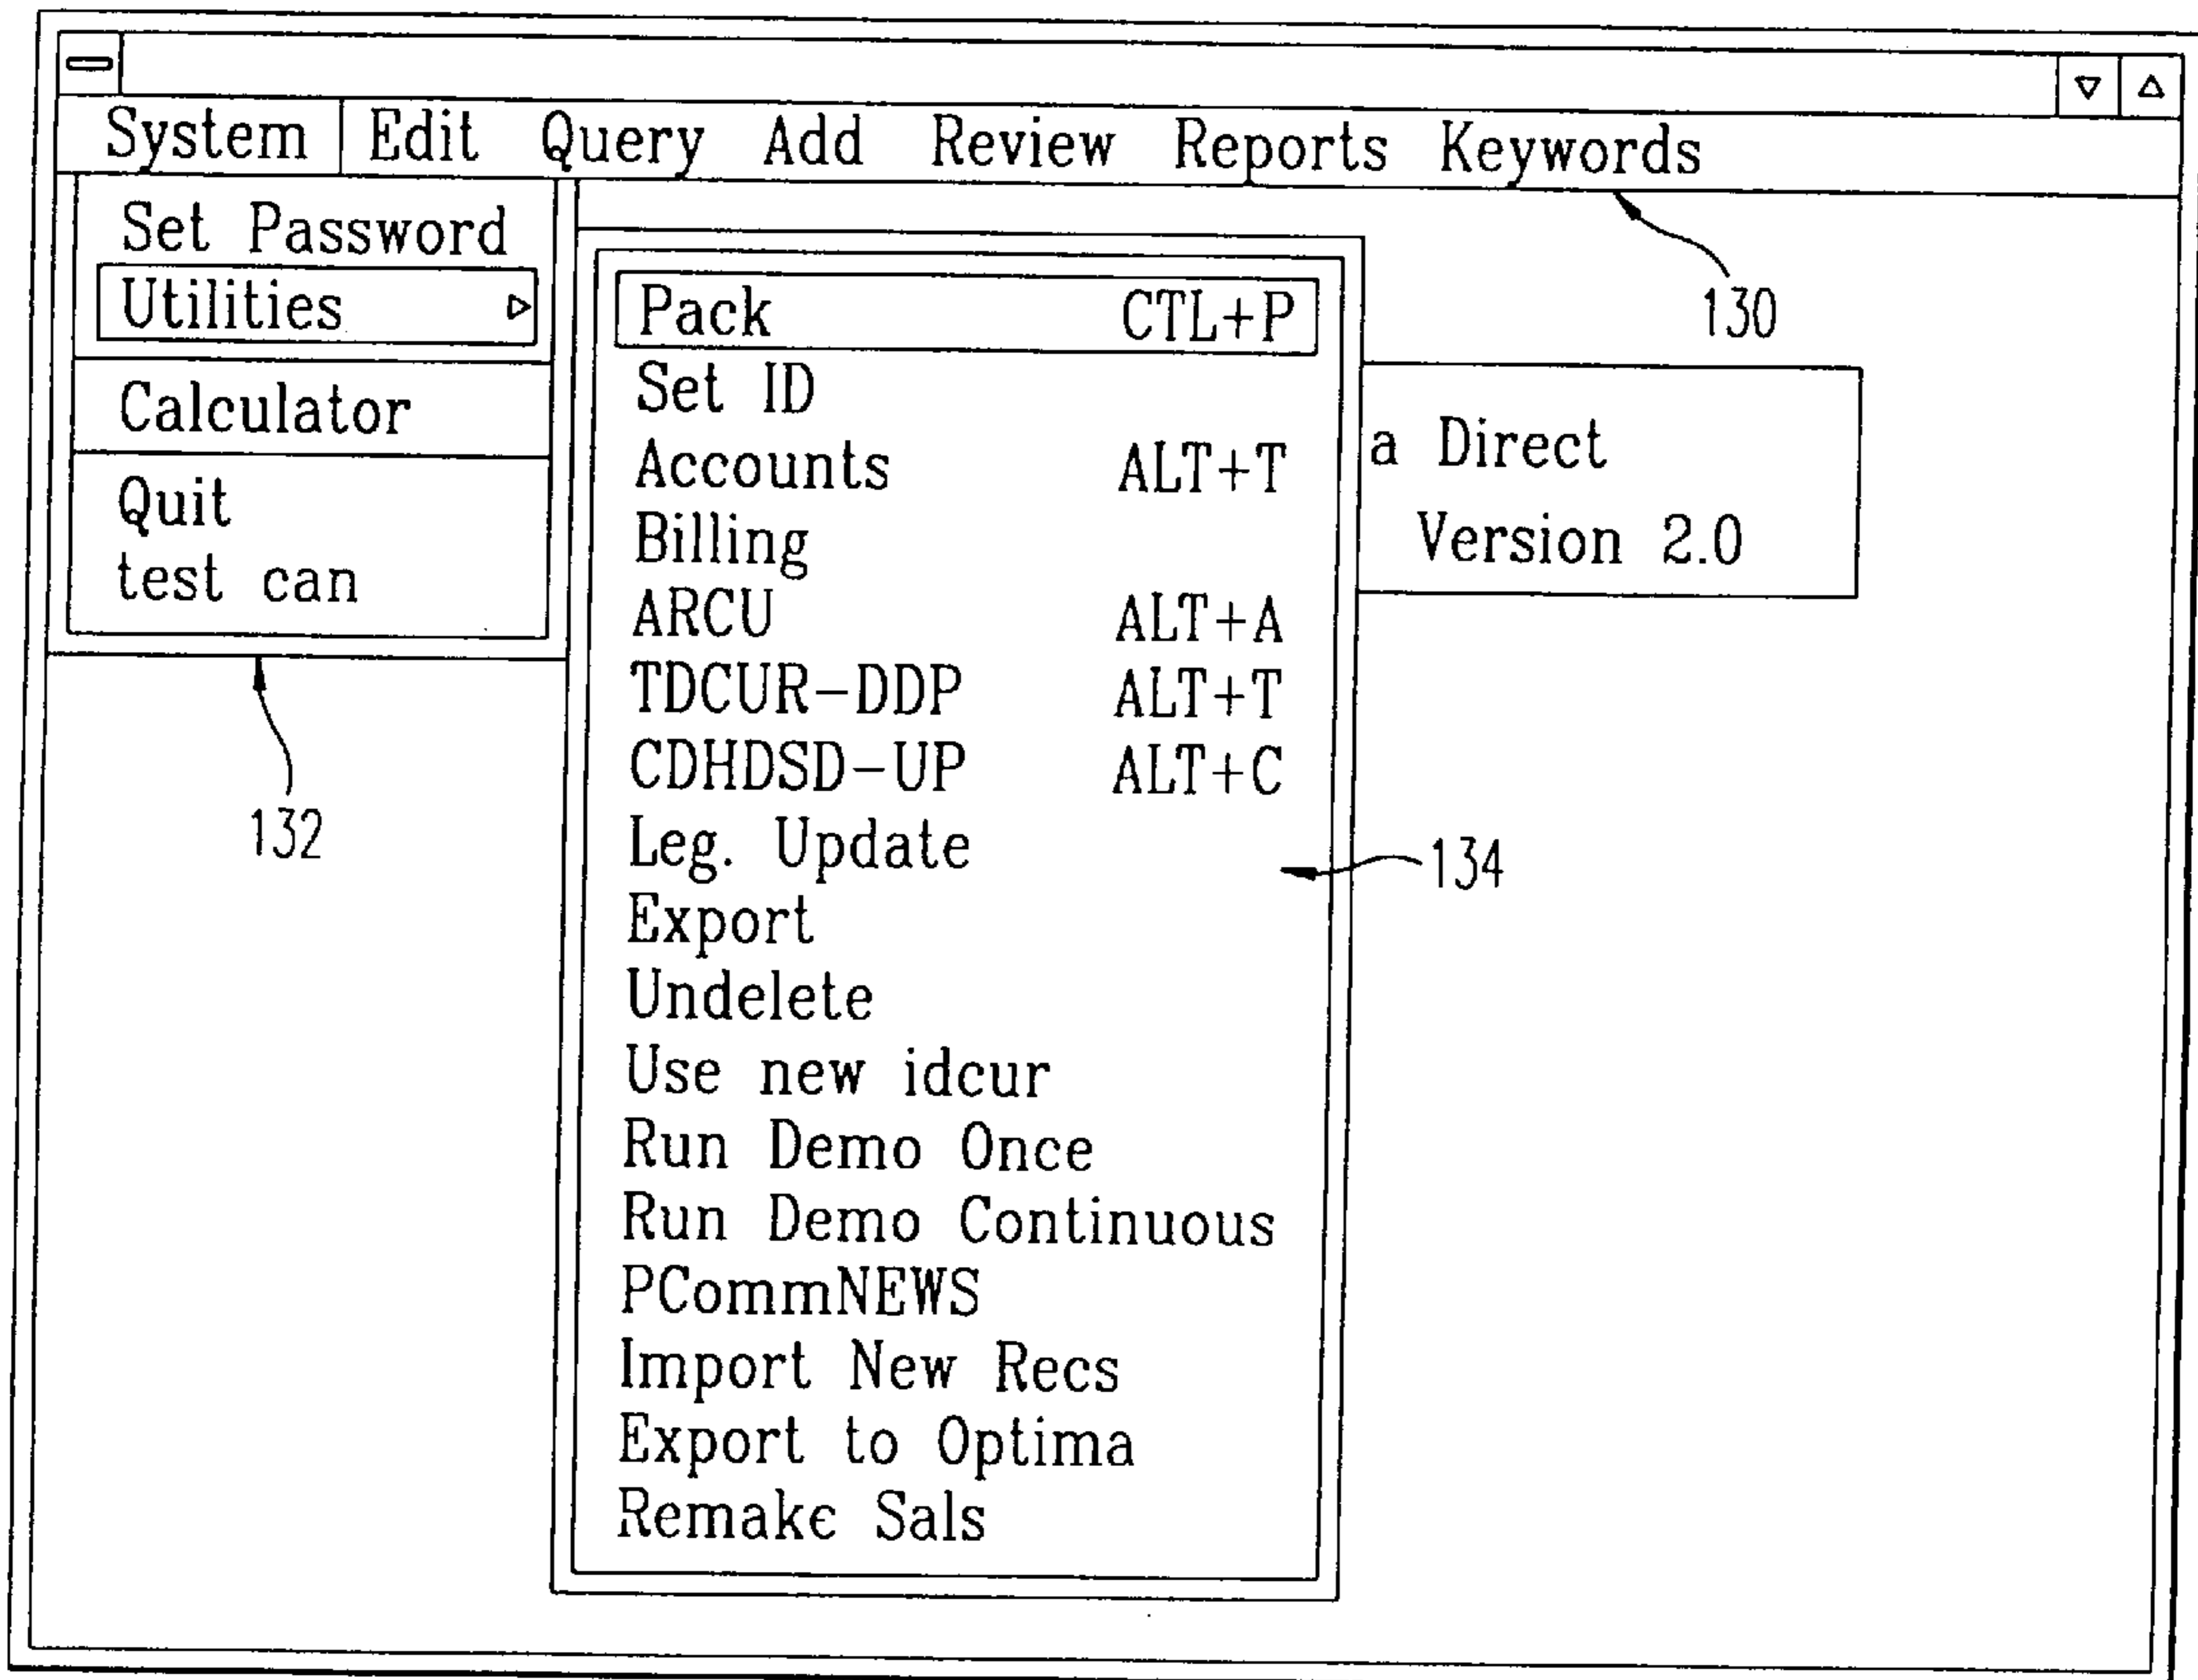 System Edit Query Add Review Reports Keywords
130
Set Password
Utilities
Calculator
Quit
test can
132
Pack CTL+P
Set ID
Accounts ALT+T
Billing
ARCU ALT+A
TDCUR-DDP ALT+T
CDHDSD-UP ALT+C
Leg. Update
Export
Undelete
Use new idcur
Run Demo Once
Run Demo Continuous
PCommNEWS
Import New Recs
Export to Optima
Remake Sals
134
a Direct
Version 2.0